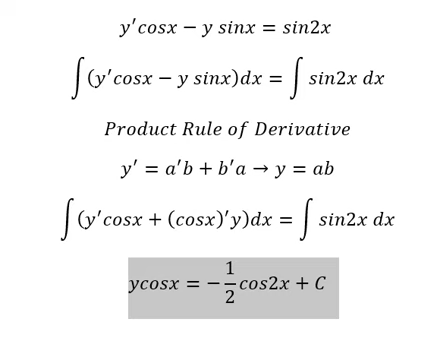 y′cosx − y sinx = sin2x
∫(y′cosx − y sinx)dx = ∫ sin2x dx
Product Rule of Derivative
y′ = a′b + b′a → y = ab
∫(y′cosx + (cosx)′y)dx = ∫ sin2x dx
ycosx = −1/2 cos2x + C